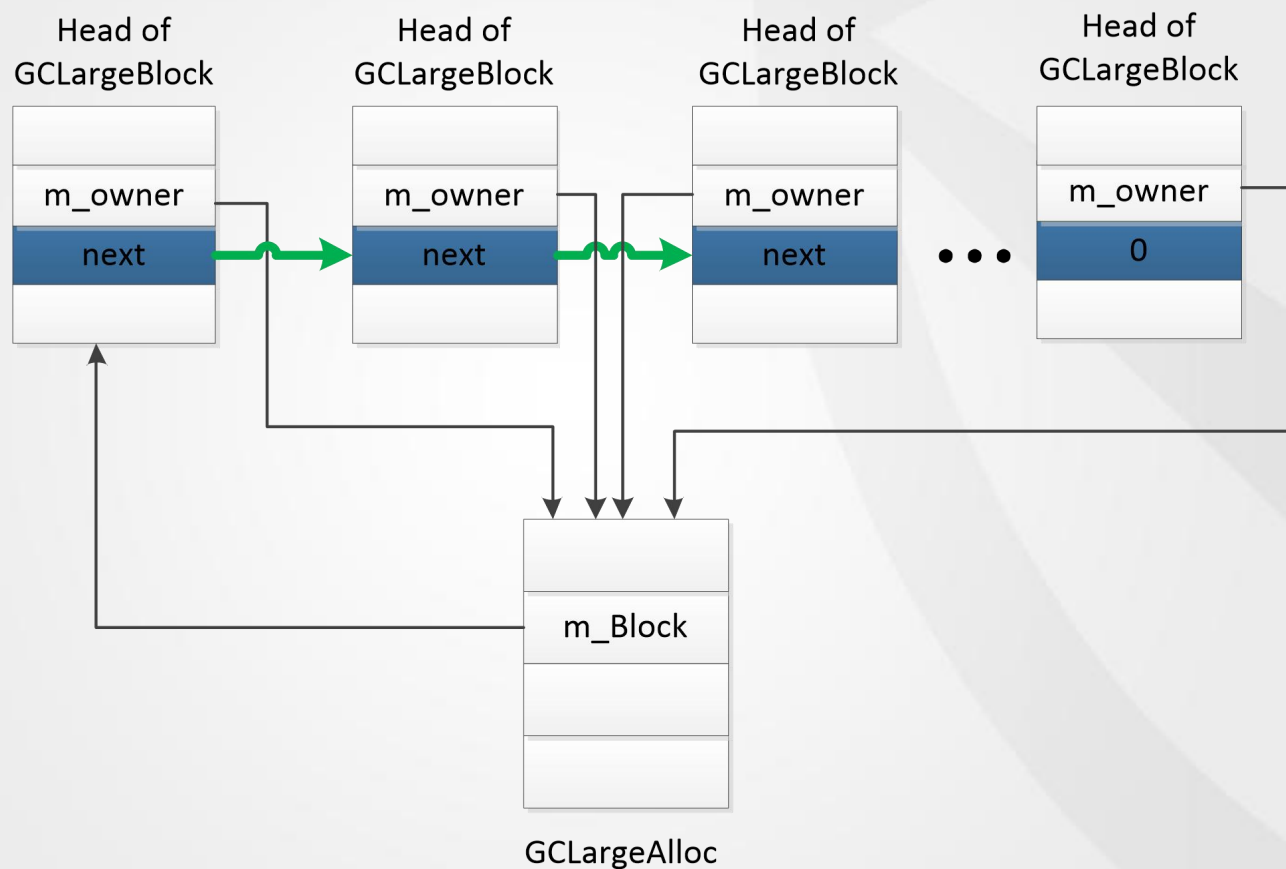 Head of
GCLargeBlock
Head of
GCLargeBlock
Head of
GCLargeBlock
Head of
GCLargeBlock
m_owner
m_owner
m_owner
m_owner
next
next
next
• • •
0
m_Block
GCLargeAlloc